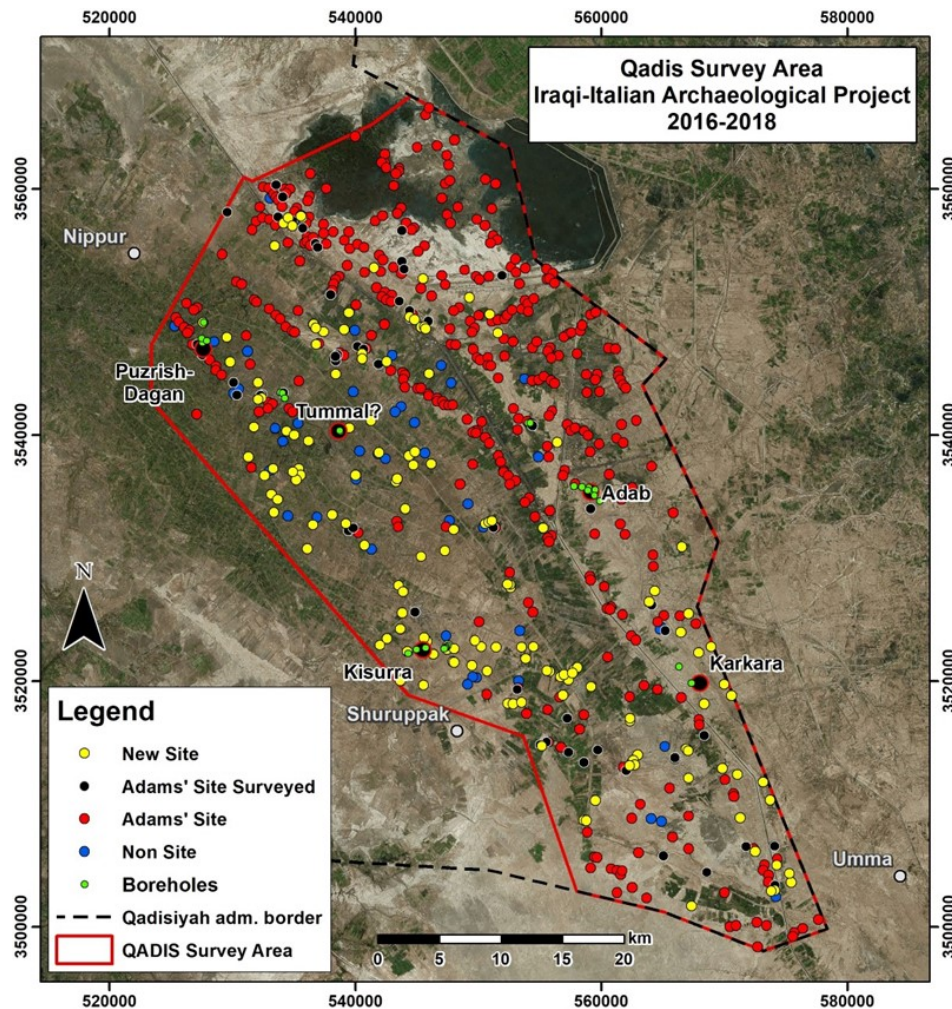 520000
540000
560000
580000
Qadis Survey Area
Iraqi-Italian Archaeological Project
2016-2018
3560000
3560000
Nippur
Puzrish-
Dagan
Tummal?
3540000
3540000
Adab
N
Kisurra
Karkara
3520000
3520000
Shuruppak
Legend
New Site
Adams' Site Surveyed
Adams' Site
Non Site
Boreholes
Qadisiyah adm. border
QADIS Survey Area
Umma
km
0 5 10 15 20
3500000
3500000
520000
540000
560000
580000